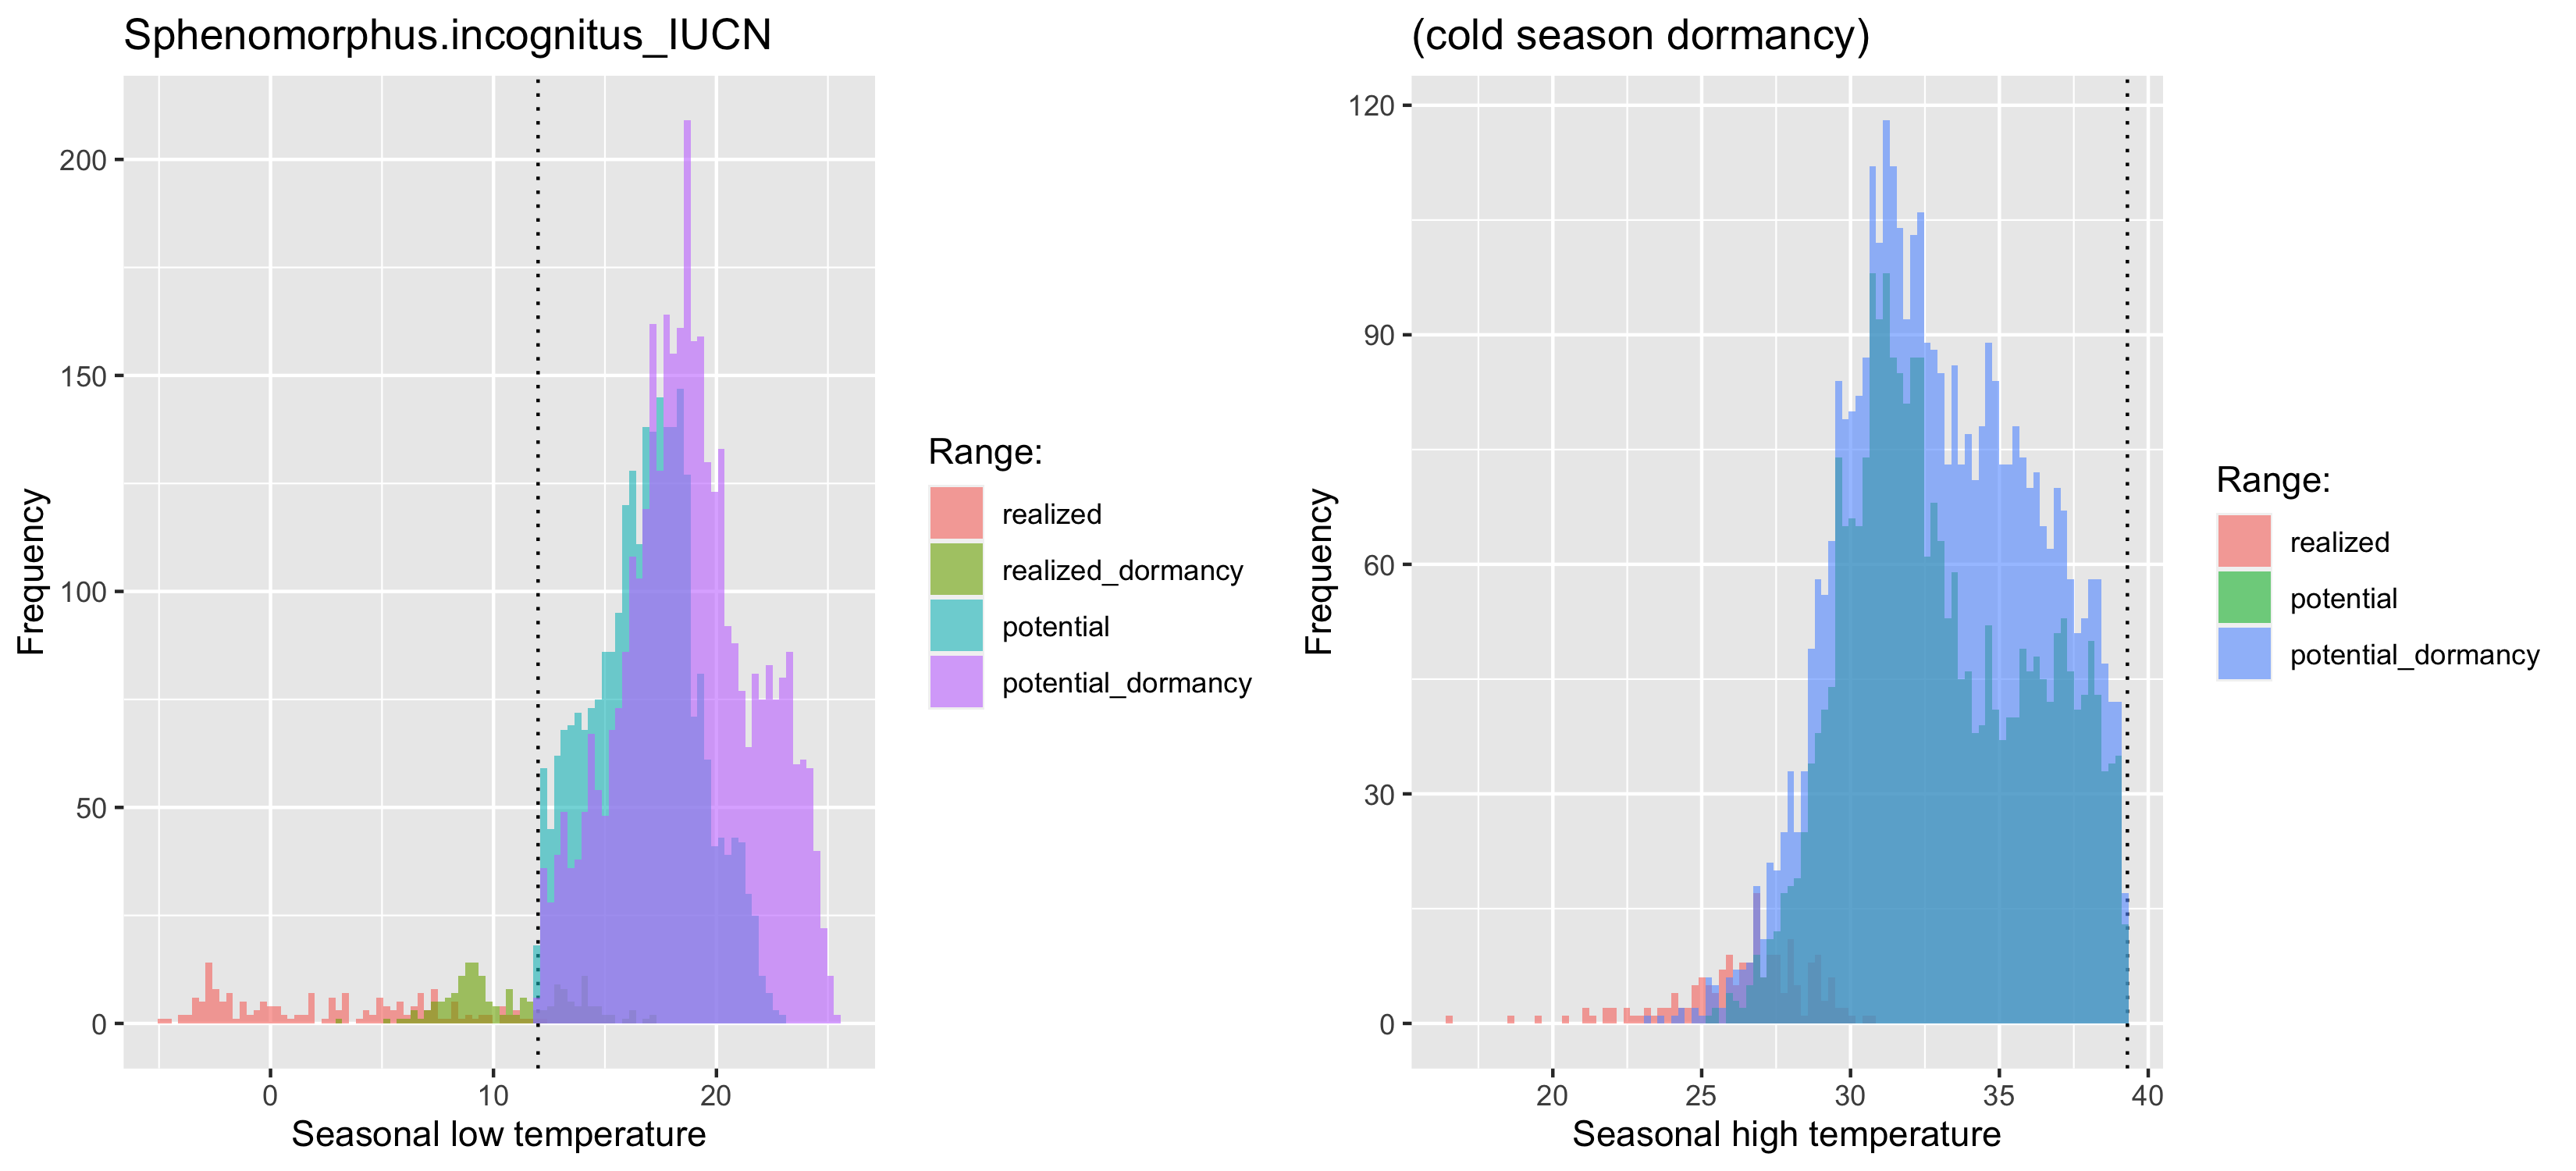 Sphenomorphus.incognitus_IUCN
Frequency
200
150
100
50
0
0 10 20
Seasonal low temperature
Range:
realized
realized_dormancy
potential
potential_dormancy
(cold season dormancy)
Frequency
120
90
60
30
0
20 25 30 35 40
Seasonal high temperature
Range:
realized
potential
potential_dormancy